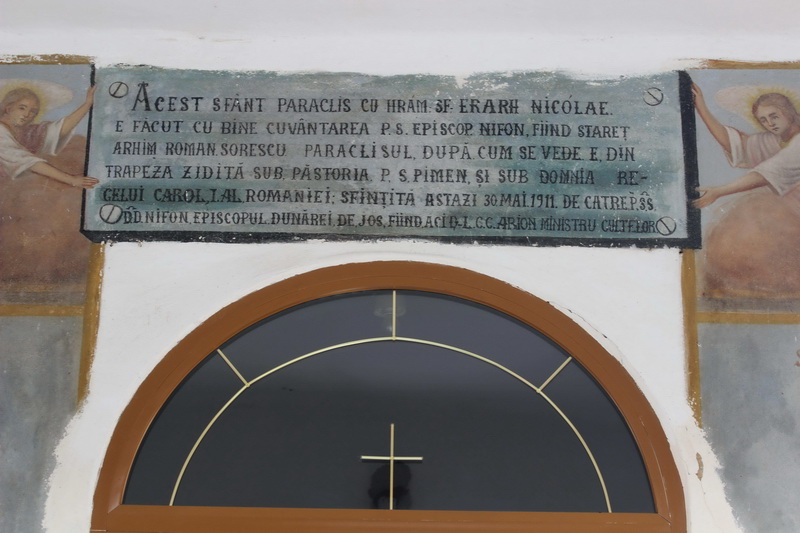 ACEST SFÂNT PARACLIS CU HRAM. SF. ERARH NICOLAE.
E FĂCUT CU BINE CUVÂNTAREA P.S. EPISCOP. NIFON, FIIND STAREȚ
ARHIM ROMAN. SORESCU PARACLISUL, DUPĂ. CUM SE VEDE E, DIN
TRAPEZA ZIDITĂ SUB, PĂSTORIA, P. S, PIMEN, ȘI SUB DOMNIA RE-
GELUI CAROL, I. AL ROMANIEI; SFINȚITĂ ASTAZI 30 MAI. 1911. DE CATRE P.SS.
DD. NIFON, EPISCOPUL DUNĂREI, DE, JOS, FIIND ACI D-L. C. C. ARION MINISTRU CULTELOR